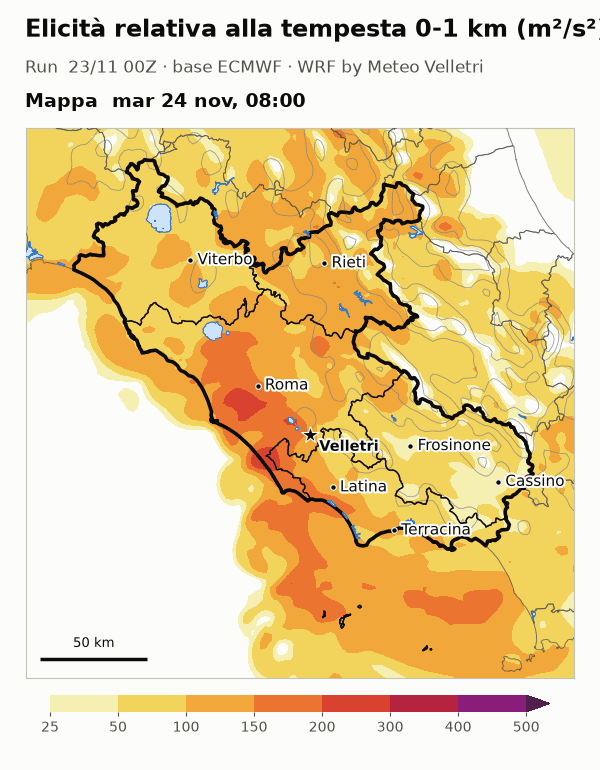 Elicità relativa alla tempesta 0-1 km (m²/s²)
Run  23/11 00Z · base ECMWF · WRF by Meteo Velletri
Mappa  mar 24 nov, 08:00
Viterbo
Rieti
Roma
Velletri
Frosinone
Cassino
Latina
Terracina
50 km
25 50 100 150 200 300 400 500